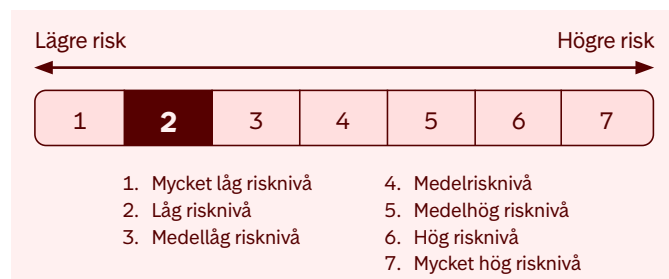 Lägre risk Högre risk
1 2 3 4 5 6 7
1. Mycket låg risknivå
2. Låg risknivå
3. Medellåg risknivå
4. Medelrisknivå
5. Medelhög risknivå
6. Hög risknivå
7. Mycket hög risknivå